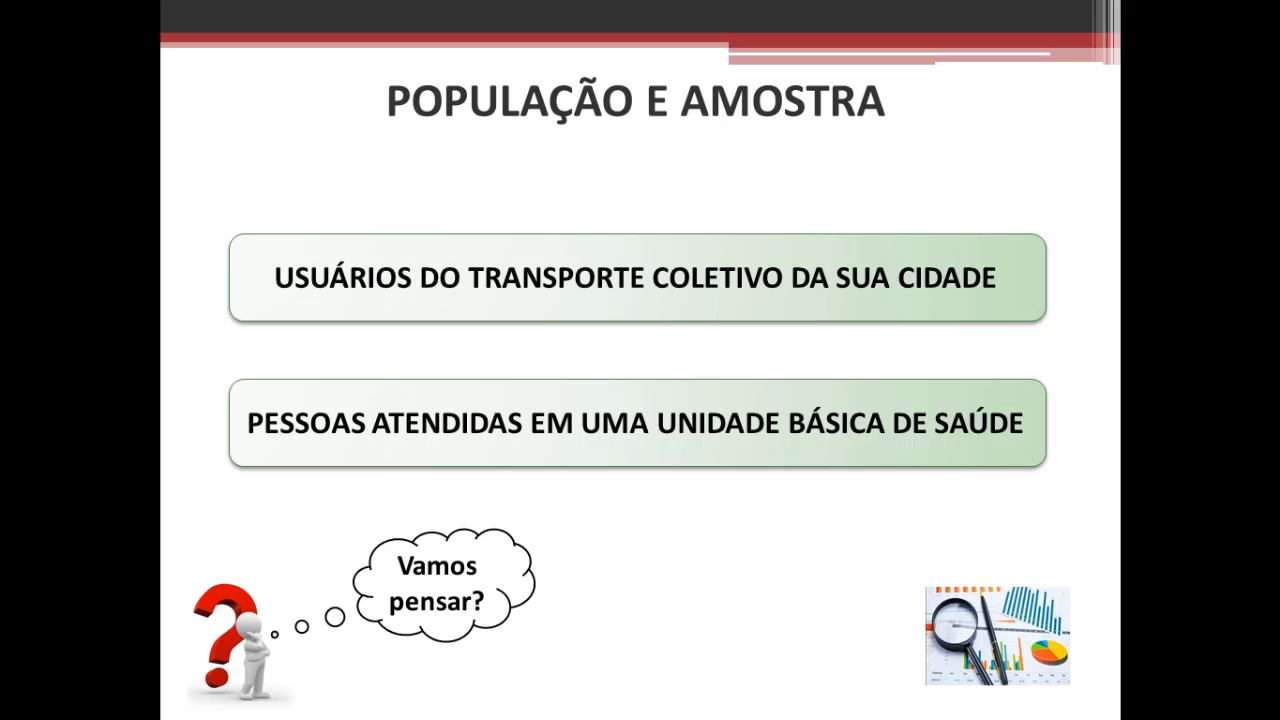 POPULAÇÃO E AMOSTRA
USUÁRIOS DO TRANSPORTE COLETIVO DA SUA CIDADE
PESSOAS ATENDIDAS EM UMA UNIDADE BÁSICA DE SAÚDE
Vamos
pensar?